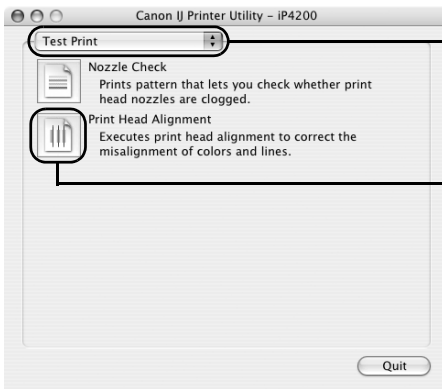 Canon IJ Printer Utility – iP4200
Test Print
Nozzle Check
Prints pattern that lets you check whether print
head nozzles are clogged.
Print Head Alignment
Executes print head alignment to correct the
misalignment of colors and lines.
Quit